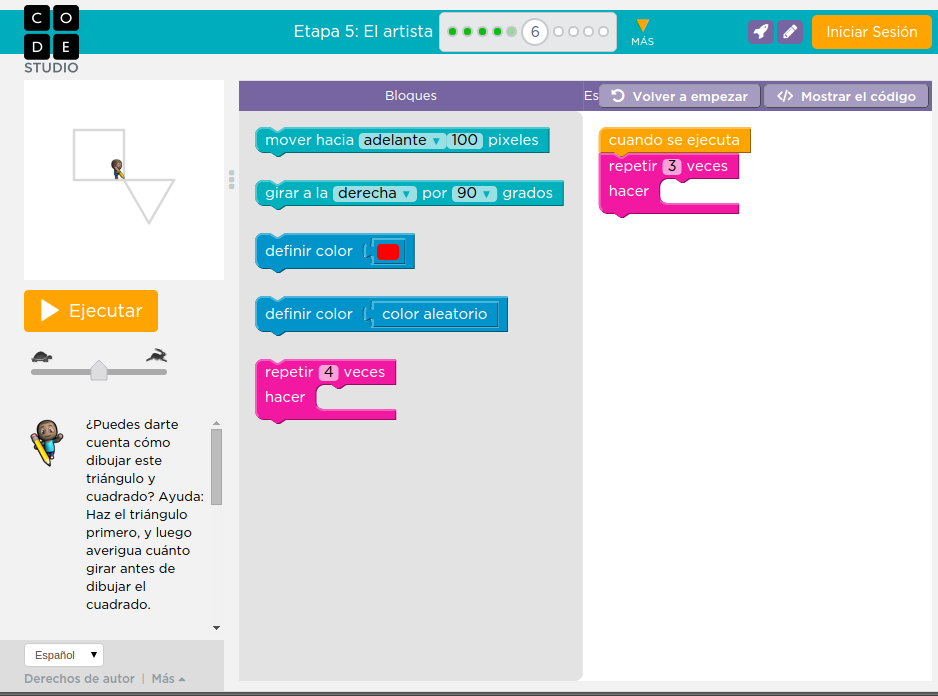 C O
D E
STUDIO
Etapa 5: El artista
6
MÁS
Iniciar Sesión
Bloques
Es
Volver a empezar
</> Mostrar el código
mover hacia adelante ▾ 100 pixeles
girar a la derecha ▾ por 90 ▾ grados
definir color
definir color color aleatorio
repetir 4 veces
hacer
cuando se ejecuta
repetir 3 veces
hacer
Ejecutar
¿Puedes darte
cuenta cómo
dibujar este
triángulo y
cuadrado? Ayuda:
Haz el triángulo
primero, y luego
averigua cuánto
girar antes de
dibujar el
cuadrado.
Español
Derechos de autor | Más